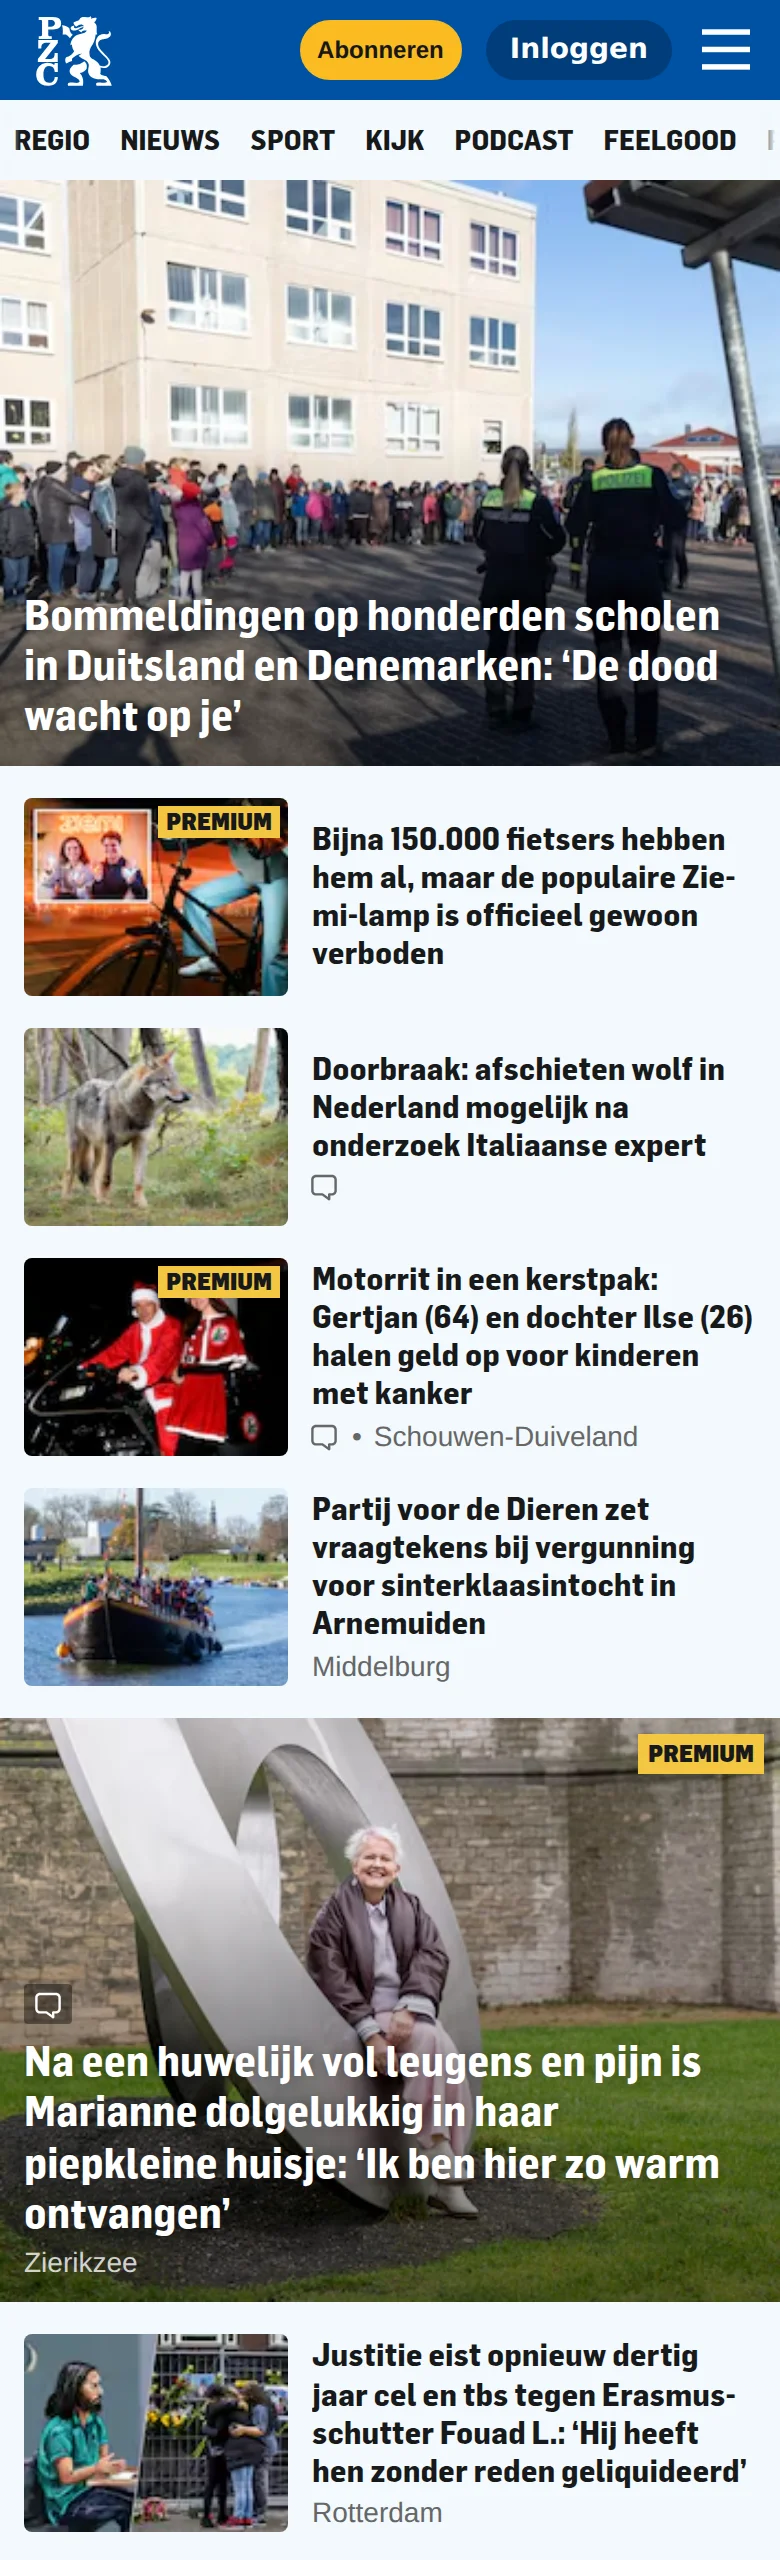 PZC
Abonneren
Inloggen
REGIO NIEUWS SPORT KIJK PODCAST FEELGOOD
POLIZEI
Bommeldingen op honderden scholen
in Duitsland en Denemarken: ‘De dood
wacht op je’
PREMIUM
Bijna 150.000 fietsers hebben
hem al, maar de populaire Zie-
mi-lamp is officieel gewoon
verboden
Doorbraak: afschieten wolf in
Nederland mogelijk na
onderzoek Italiaanse expert
PREMIUM
Motorrit in een kerstpak:
Gertjan (64) en dochter Ilse (26)
halen geld op voor kinderen
met kanker
• Schouwen-Duiveland
Partij voor de Dieren zet
vraagtekens bij vergunning
voor sinterklaasintocht in
Arnemuiden
Middelburg
PREMIUM
Na een huwelijk vol leugens en pijn is
Marianne dolgelukkig in haar
piepkleine huisje: ‘Ik ben hier zo warm
ontvangen’
Zierikzee
Justitie eist opnieuw dertig
jaar cel en tbs tegen Erasmus-
schutter Fouad L.: ‘Hij heeft
hen zonder reden geliquideerd’
Rotterdam